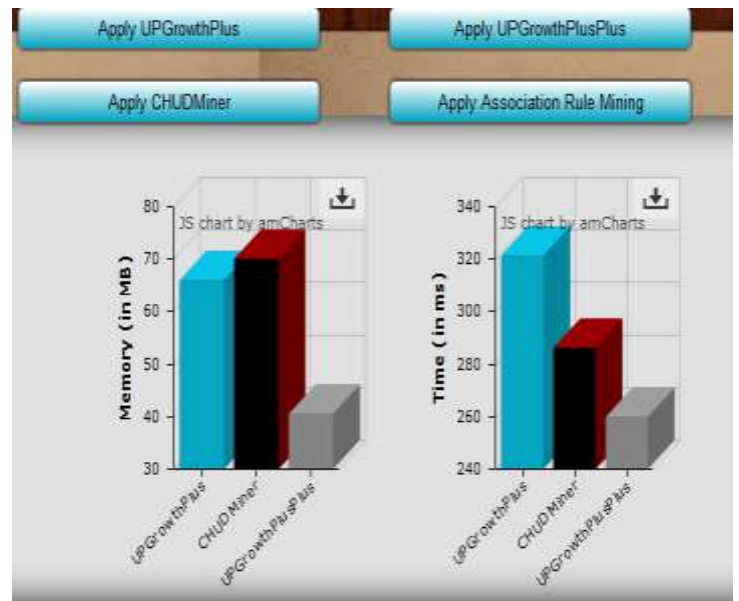 Apply UPGrowthPlus
Apply UPGrowthPlusPlus
Apply CHUDMiner
Apply Association Rule Mining
JS chart by amCharts
Memory (in MB)
80
70
60
50
40
30
UPGrowthPlus
CHUDMiner
UPGrowthPlusPlus
JS chart by amCharts
Time ( in ms)
340
320
300
280
260
240
UPGrowthPlus
CHUDMiner
UPGrowthPlusPlus